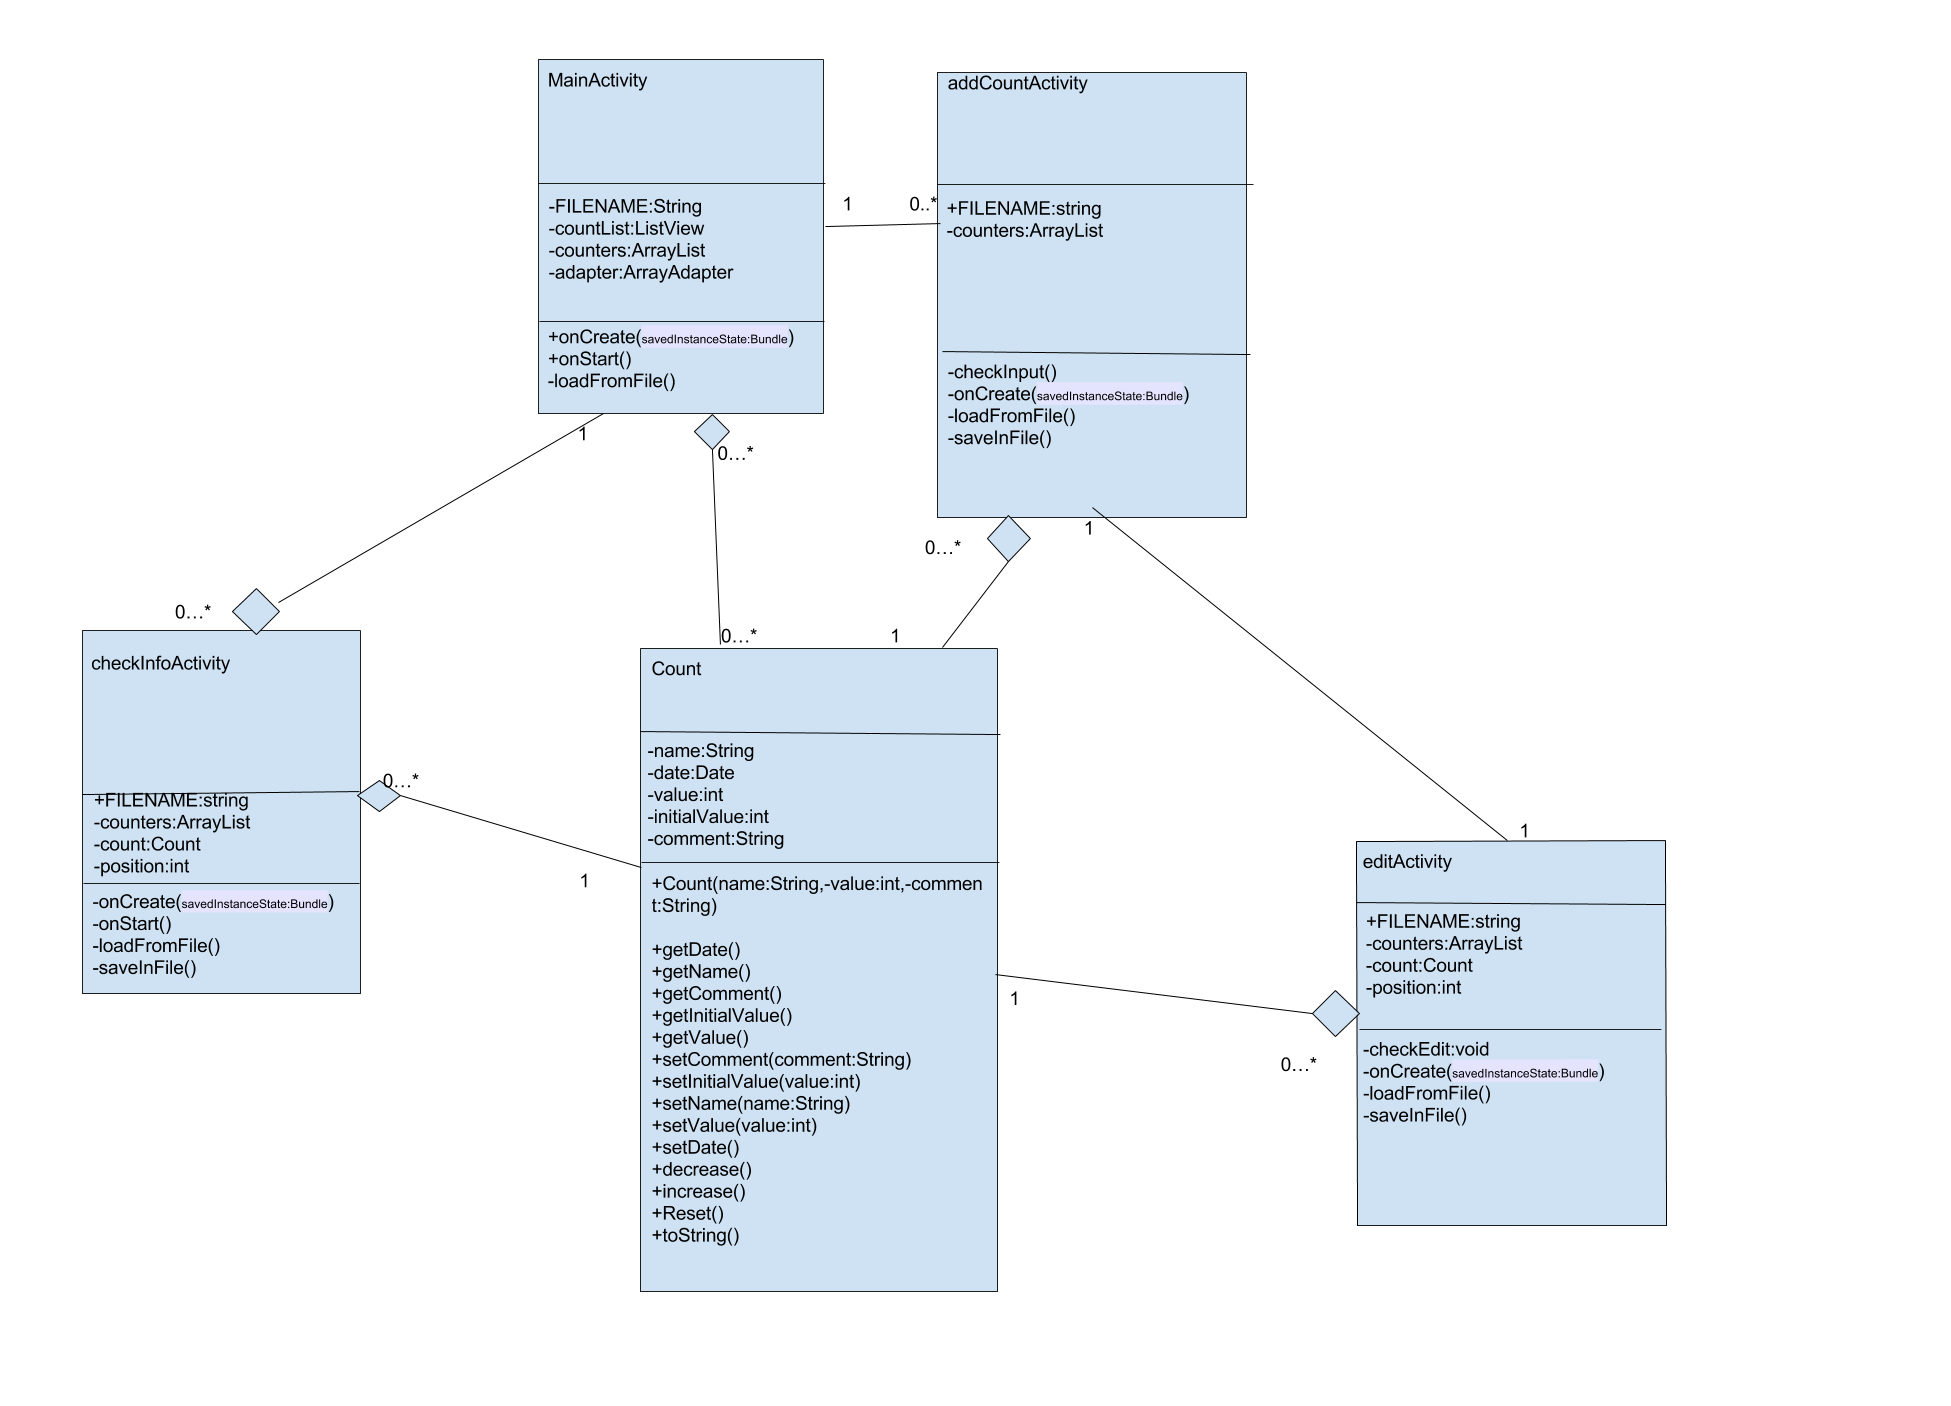 MainActivity
-FILENAME:String
-countList:ListView
-counters:ArrayList
-adapter:ArrayAdapter
+onCreate(savedInstanceState:Bundle)
+onStart()
-loadFromFile()
1
0..*
addCountActivity
+FILENAME:string
-counters:ArrayList
-checkInput()
-onCreate(savedInstanceState:Bundle)
-loadFromFile()
-saveInFile()
1
0...*
0...*
1
0...*
0...*
1
checkInfoActivity
+FILENAME:string
-counters:ArrayList
-count:Count
-position:int
-onCreate(savedInstanceState:Bundle)
-onStart()
-loadFromFile()
-saveInFile()
0...*
1
Count
-name:String
-date:Date
-value:int
-initialValue:int
-comment:String
+Count(name:String,-value:int,-commen
t:String)
+getDate()
+getName()
+getComment()
+getInitialValue()
+getValue()
+setComment(comment:String)
+setInitialValue(value:int)
+setName(name:String)
+setValue(value:int)
+setDate()
+decrease()
+increase()
+Reset()
+toString()
1
0...*
1
editActivity
+FILENAME:string
-counters:ArrayList
-count:Count
-position:int
-checkEdit:void
-onCreate(savedInstanceState:Bundle)
-loadFromFile()
-saveInFile()